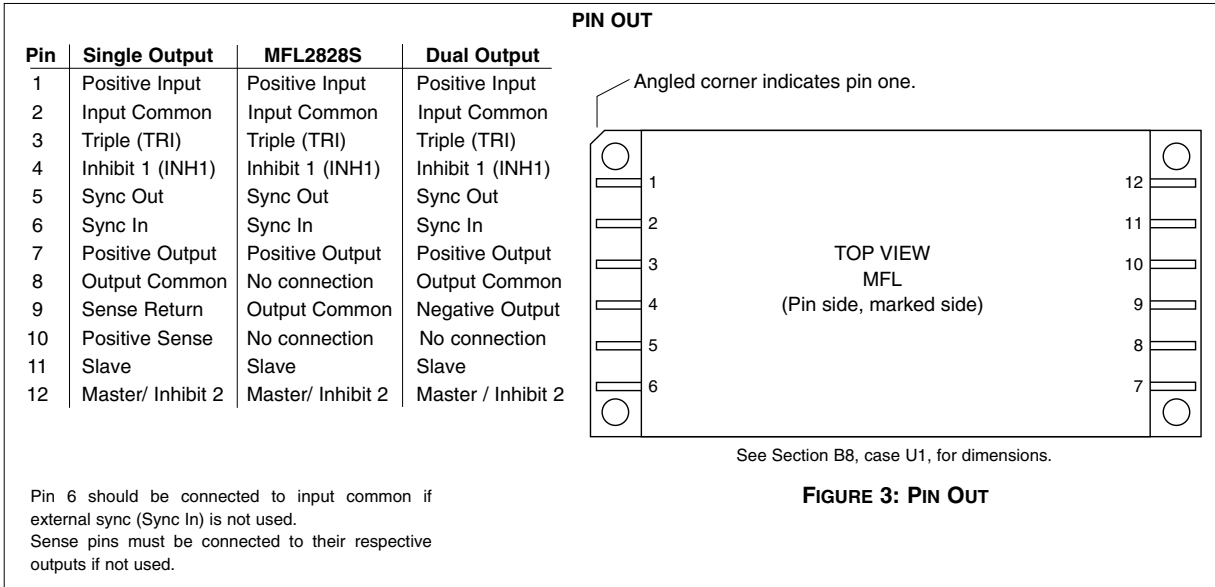 PIN OUT
Pin Single Output MFL2828S Dual Output
1 Positive Input Positive Input Positive Input
2 Input Common Input Common Input Common
3 Triple (TRI) Triple (TRI) Triple (TRI)
4 Inhibit 1 (INH1) Inhibit 1 (INH1) Inhibit 1 (INH1)
5 Sync Out Sync Out Sync Out
6 Sync In Sync In Sync In
7 Positive Output Positive Output Positive Output
8 Output Common No connection Output Common
9 Sense Return Output Common Negative Output
10 Positive Sense No connection No connection
11 Slave Slave Slave
12 Master/ Inhibit 2 Master/ Inhibit 2 Master / Inhibit 2
Pin 6 should be connected to input common if
external sync (Sync In) is not used.
Sense pins must be connected to their respective
outputs if not used.
Angled corner indicates pin one.
1 12
2 11
3 10
4 9
5 8
6 7
TOP VIEW
MFL
(Pin side, marked side)
See Section B8, case U1, for dimensions.
FIGURE 3: PIN OUT